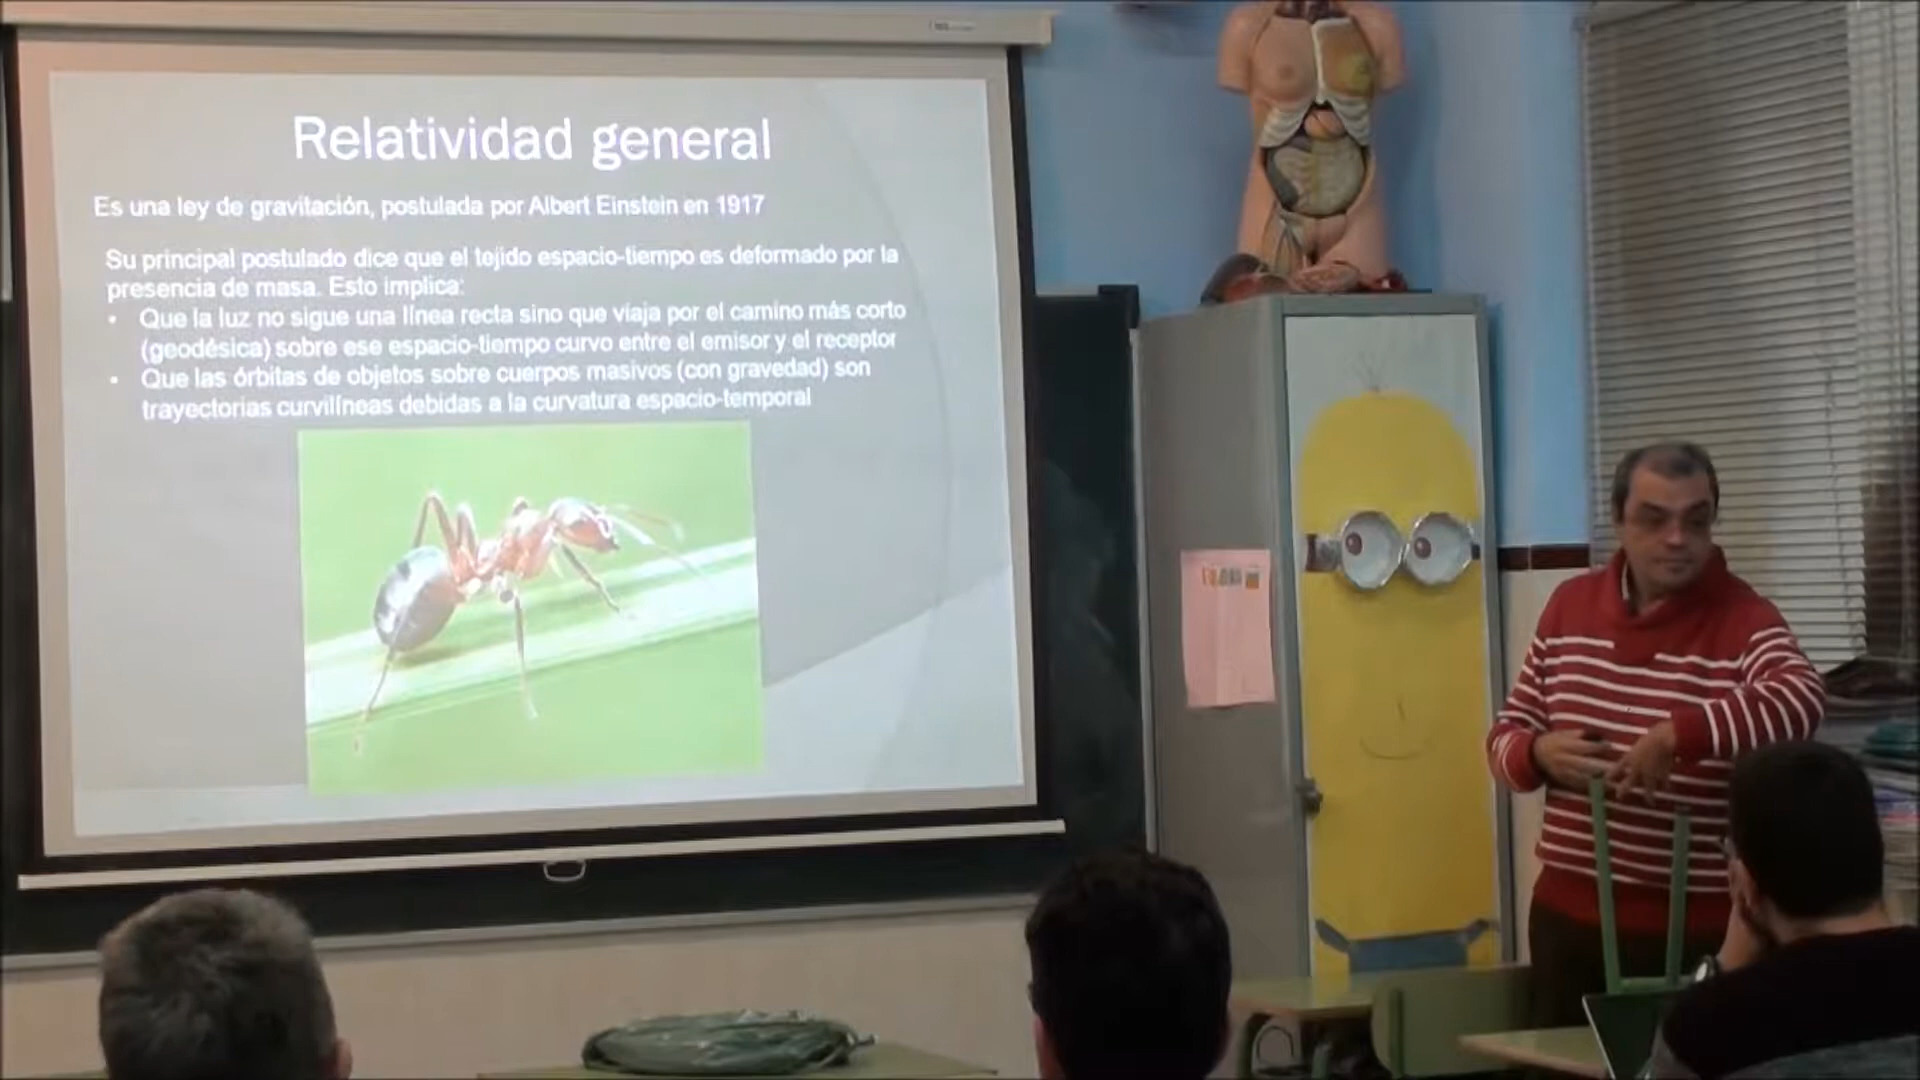 Relatividad general
Es una ley de gravitación, postulada por Albert Einstein en 1917
Su principal postulado dice que el tejido espacio-tiempo es deformado por la
presencia de masa. Esto implica:
• Que la luz no sigue una línea recta sino que viaja por el camino más corto
(geodésica) sobre ese espacio-tiempo curvo entre el emisor y el receptor
• Que las órbitas de objetos sobre cuerpos masivos (con gravedad) son
trayectorias curvilíneas debidas a la curvatura espacio-temporal